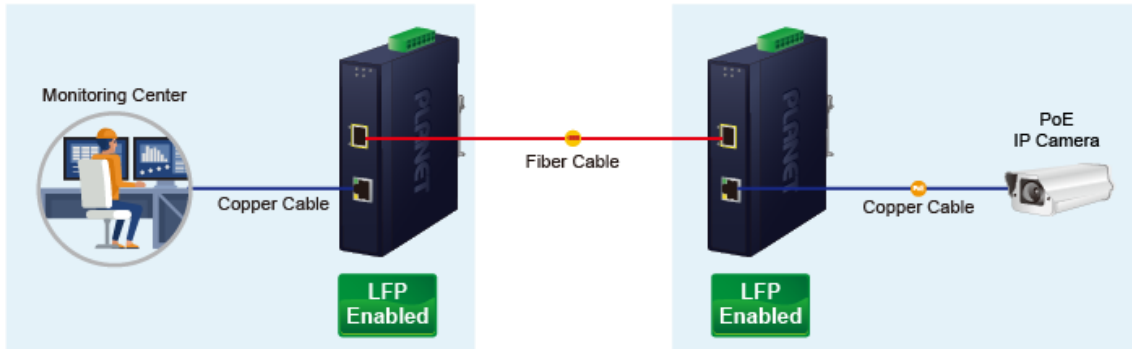 Monitoring Center
Copper Cable
PLANET
LFP
Enabled
Fiber Cable
PLANET
LFP
Enabled
PoE
IP Camera
Copper Cable